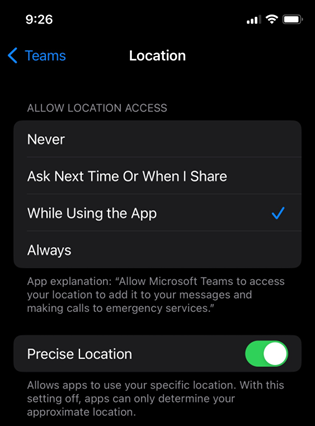 9:26
Teams
Location
ALLOW LOCATION ACCESS
Never
Ask Next Time Or When I Share
While Using the App
Always
App explanation: “Allow Microsoft Teams to access
your location to add it to your messages and
making calls to emergency services.”
Precise Location
Allows apps to use your specific location. With this
setting off, apps can only determine your
approximate location.